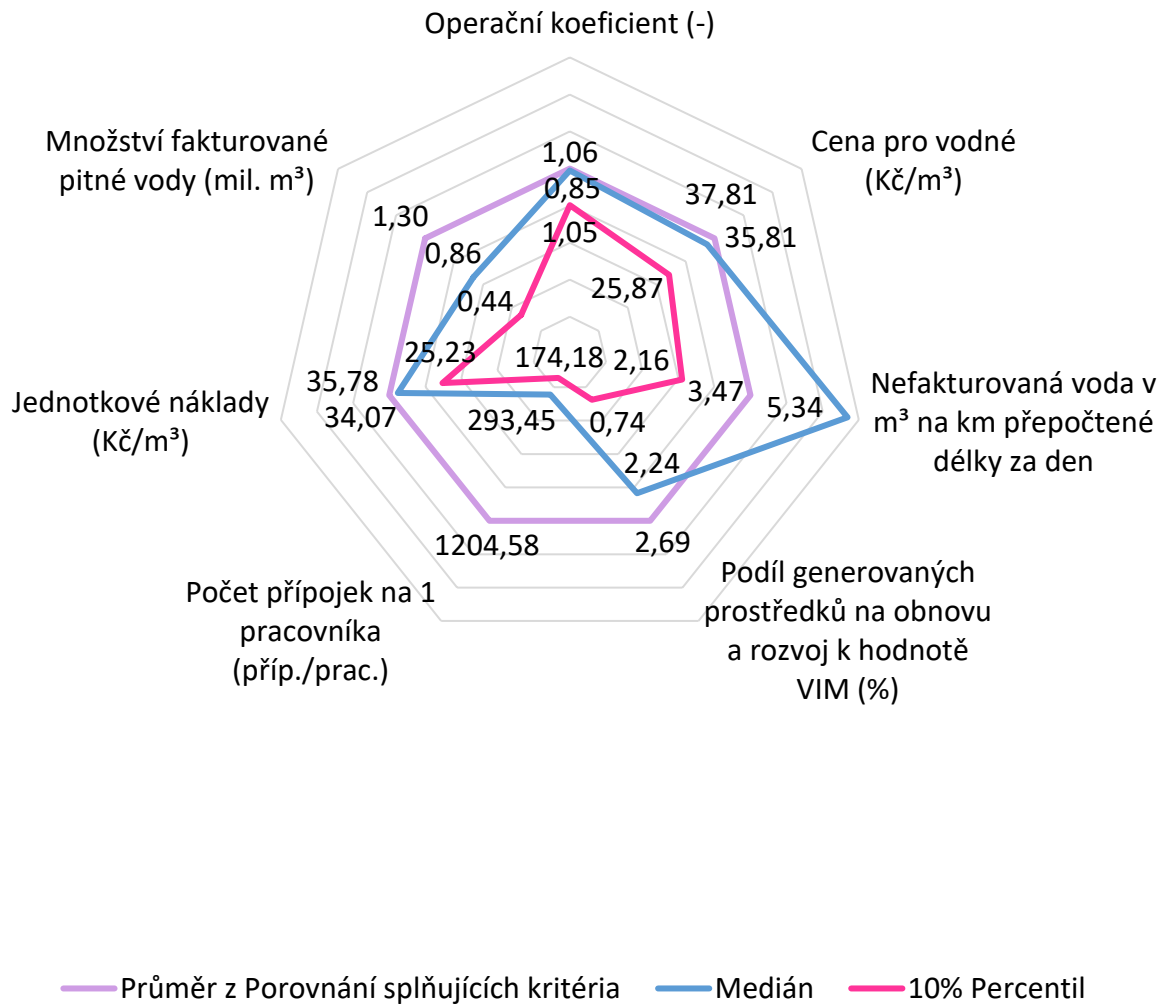 Operační koeficient (-)
Množství fakturované
pitné vody (mil. m³)
Cena pro vodné
(Kč/m³)
1,06
0,85
1,05
37,81
35,81
25,87
1,30
0,86
0,44
25,23
35,78
34,07
Jednotkové náklady
(Kč/m³)
174,18
2,16
3,47
5,34
Nefakturovaná voda v
m³ na km přepočtené
délky za den
293,45
0,74
2,24
1204,58
2,69
Počet přípojek na 1
pracovníka
(příp./prac.)
Podíl generovaných
prostředků na obnovu
a rozvoj k hodnotě
VIM (%)
Průměr z Porovnání splňujících kritéria
Medián
10% Percentil